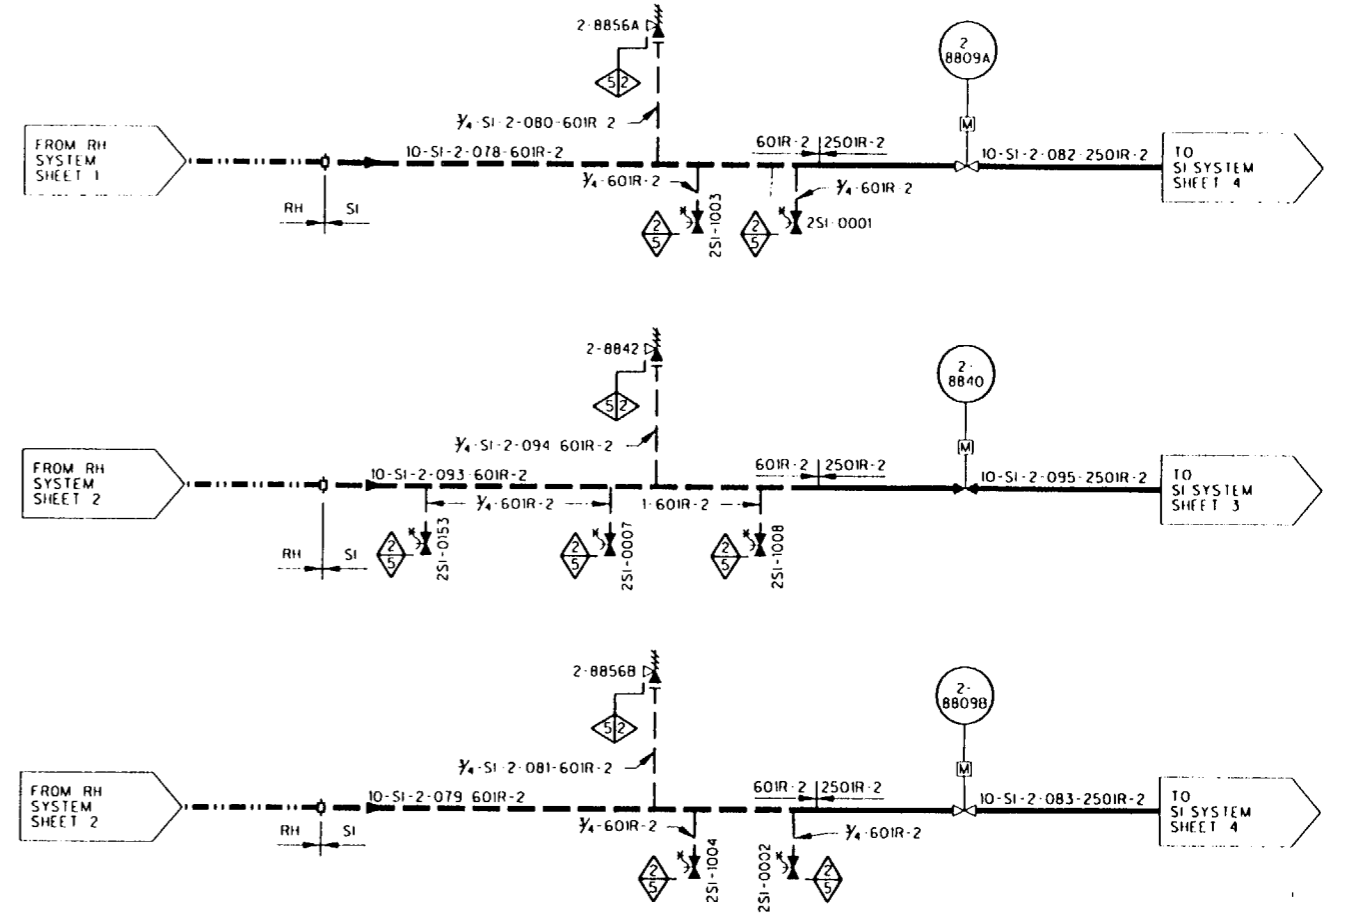 2-8856A
2-
8809A
5 2
M
¾-SI-2-080-601R-2
FROM RH
SYSTEM
SHEET 1
10-SI-2-078-601R-2
601R-2 2501R-2
10-SI-2-082-2501R-2
TO
SI SYSTEM
SHEET 4
¾-601R-2
¾-601R-2
RH SI
2
5
2SI-1003
2
5
2SI-0001
2-8842
2-
8840
5 2
M
¾-SI-2-094 601R-2
FROM RH
SYSTEM
SHEET 2
10-SI-2-093-601R-2
601R-2 2501R-2
10-SI-2-095-2501R-2
TO
SI SYSTEM
SHEET 3
¾-601R-2
1-601R-2
RH SI
2
5
2SI-0153
2
5
2SI-0007
2
5
2SI-1008
2-8856B
2-
8809B
5 2
M
¾-SI-2-081-601R-2
FROM RH
SYSTEM
SHEET 2
10-SI-2-079 601R-2
601R-2 2501R-2
10-SI-2-083-2501R-2
TO
SI SYSTEM
SHEET 4
¾-601R-2
¾-601R-2
RH SI
2
5
2SI-1004
2SI-0002
2
5